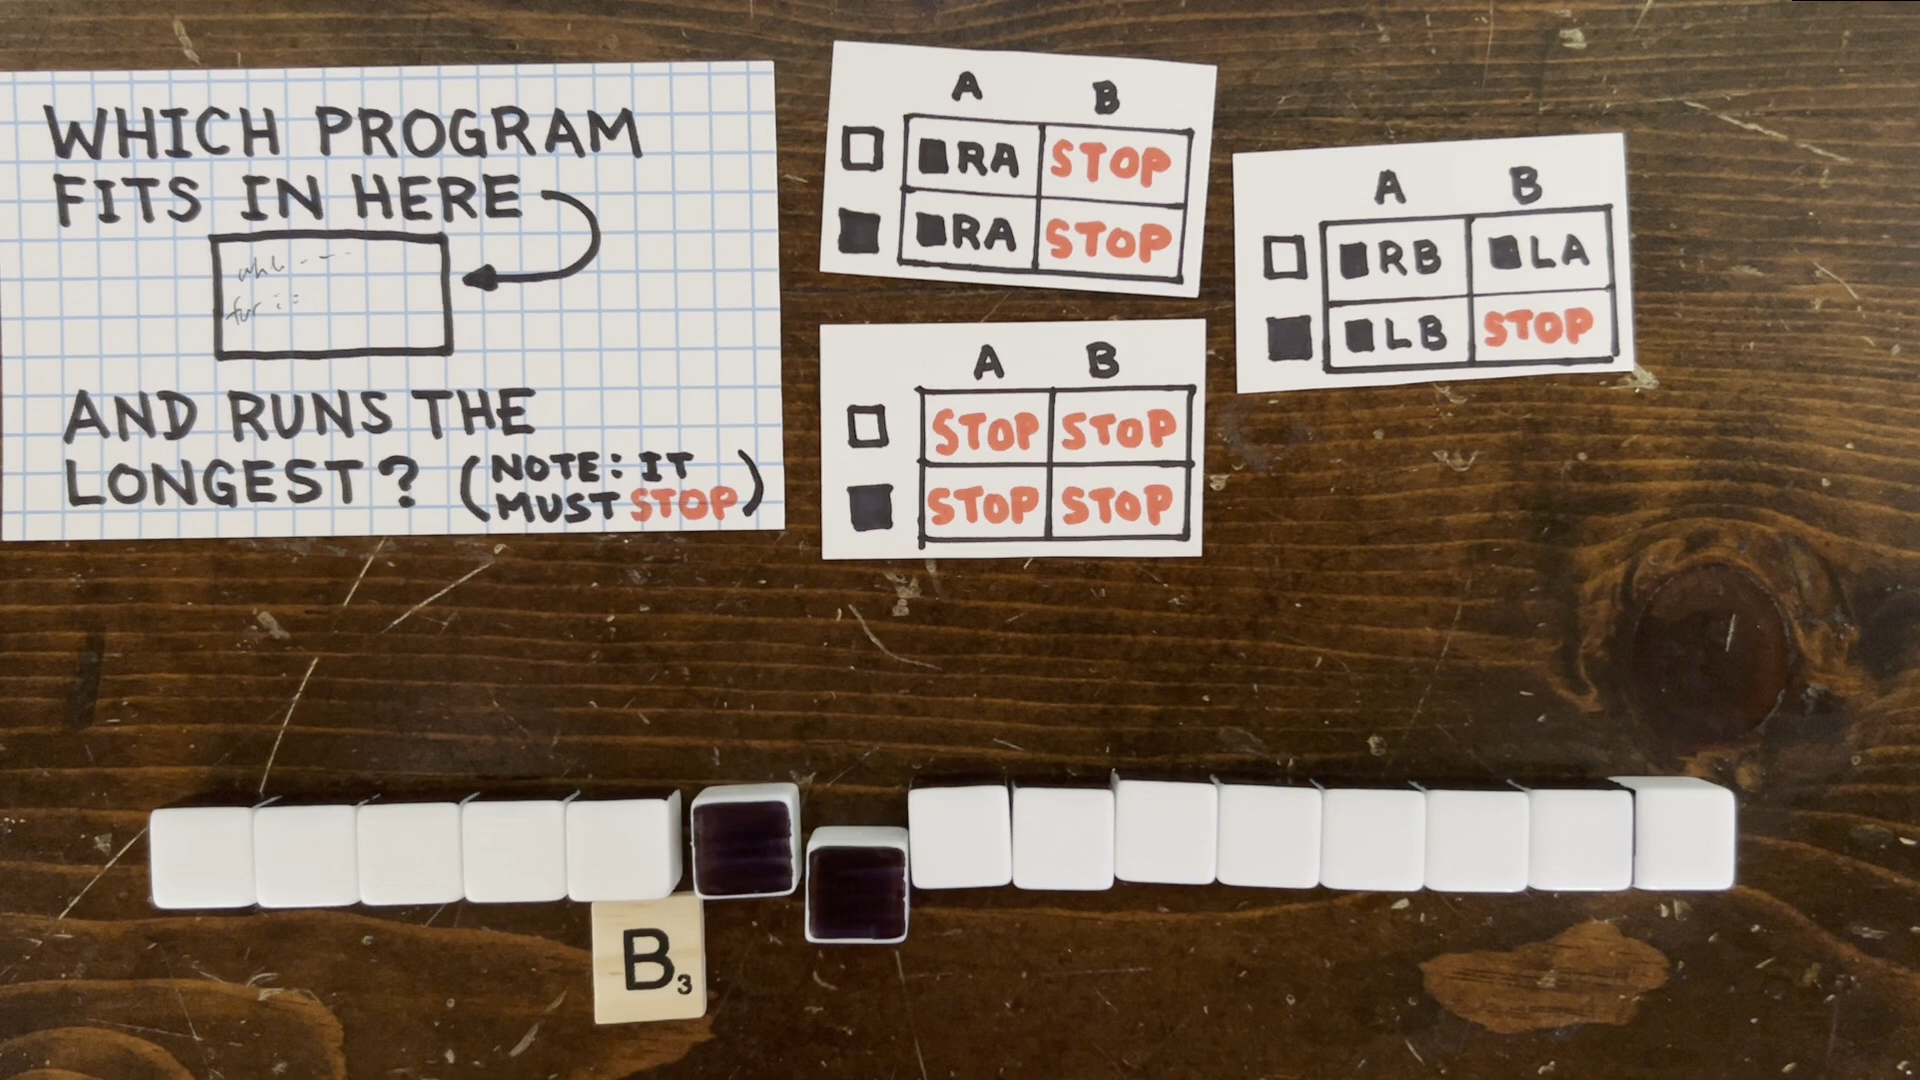 WHICH PROGRAM
FITS IN HERE
for i =
AND RUNS THE
LONGEST? (NOTE: IT
MUST STOP)
A B
■RA STOP
■RA STOP
A B
■RB ■LA
■LB STOP
A B
STOP STOP
STOP STOP
B3